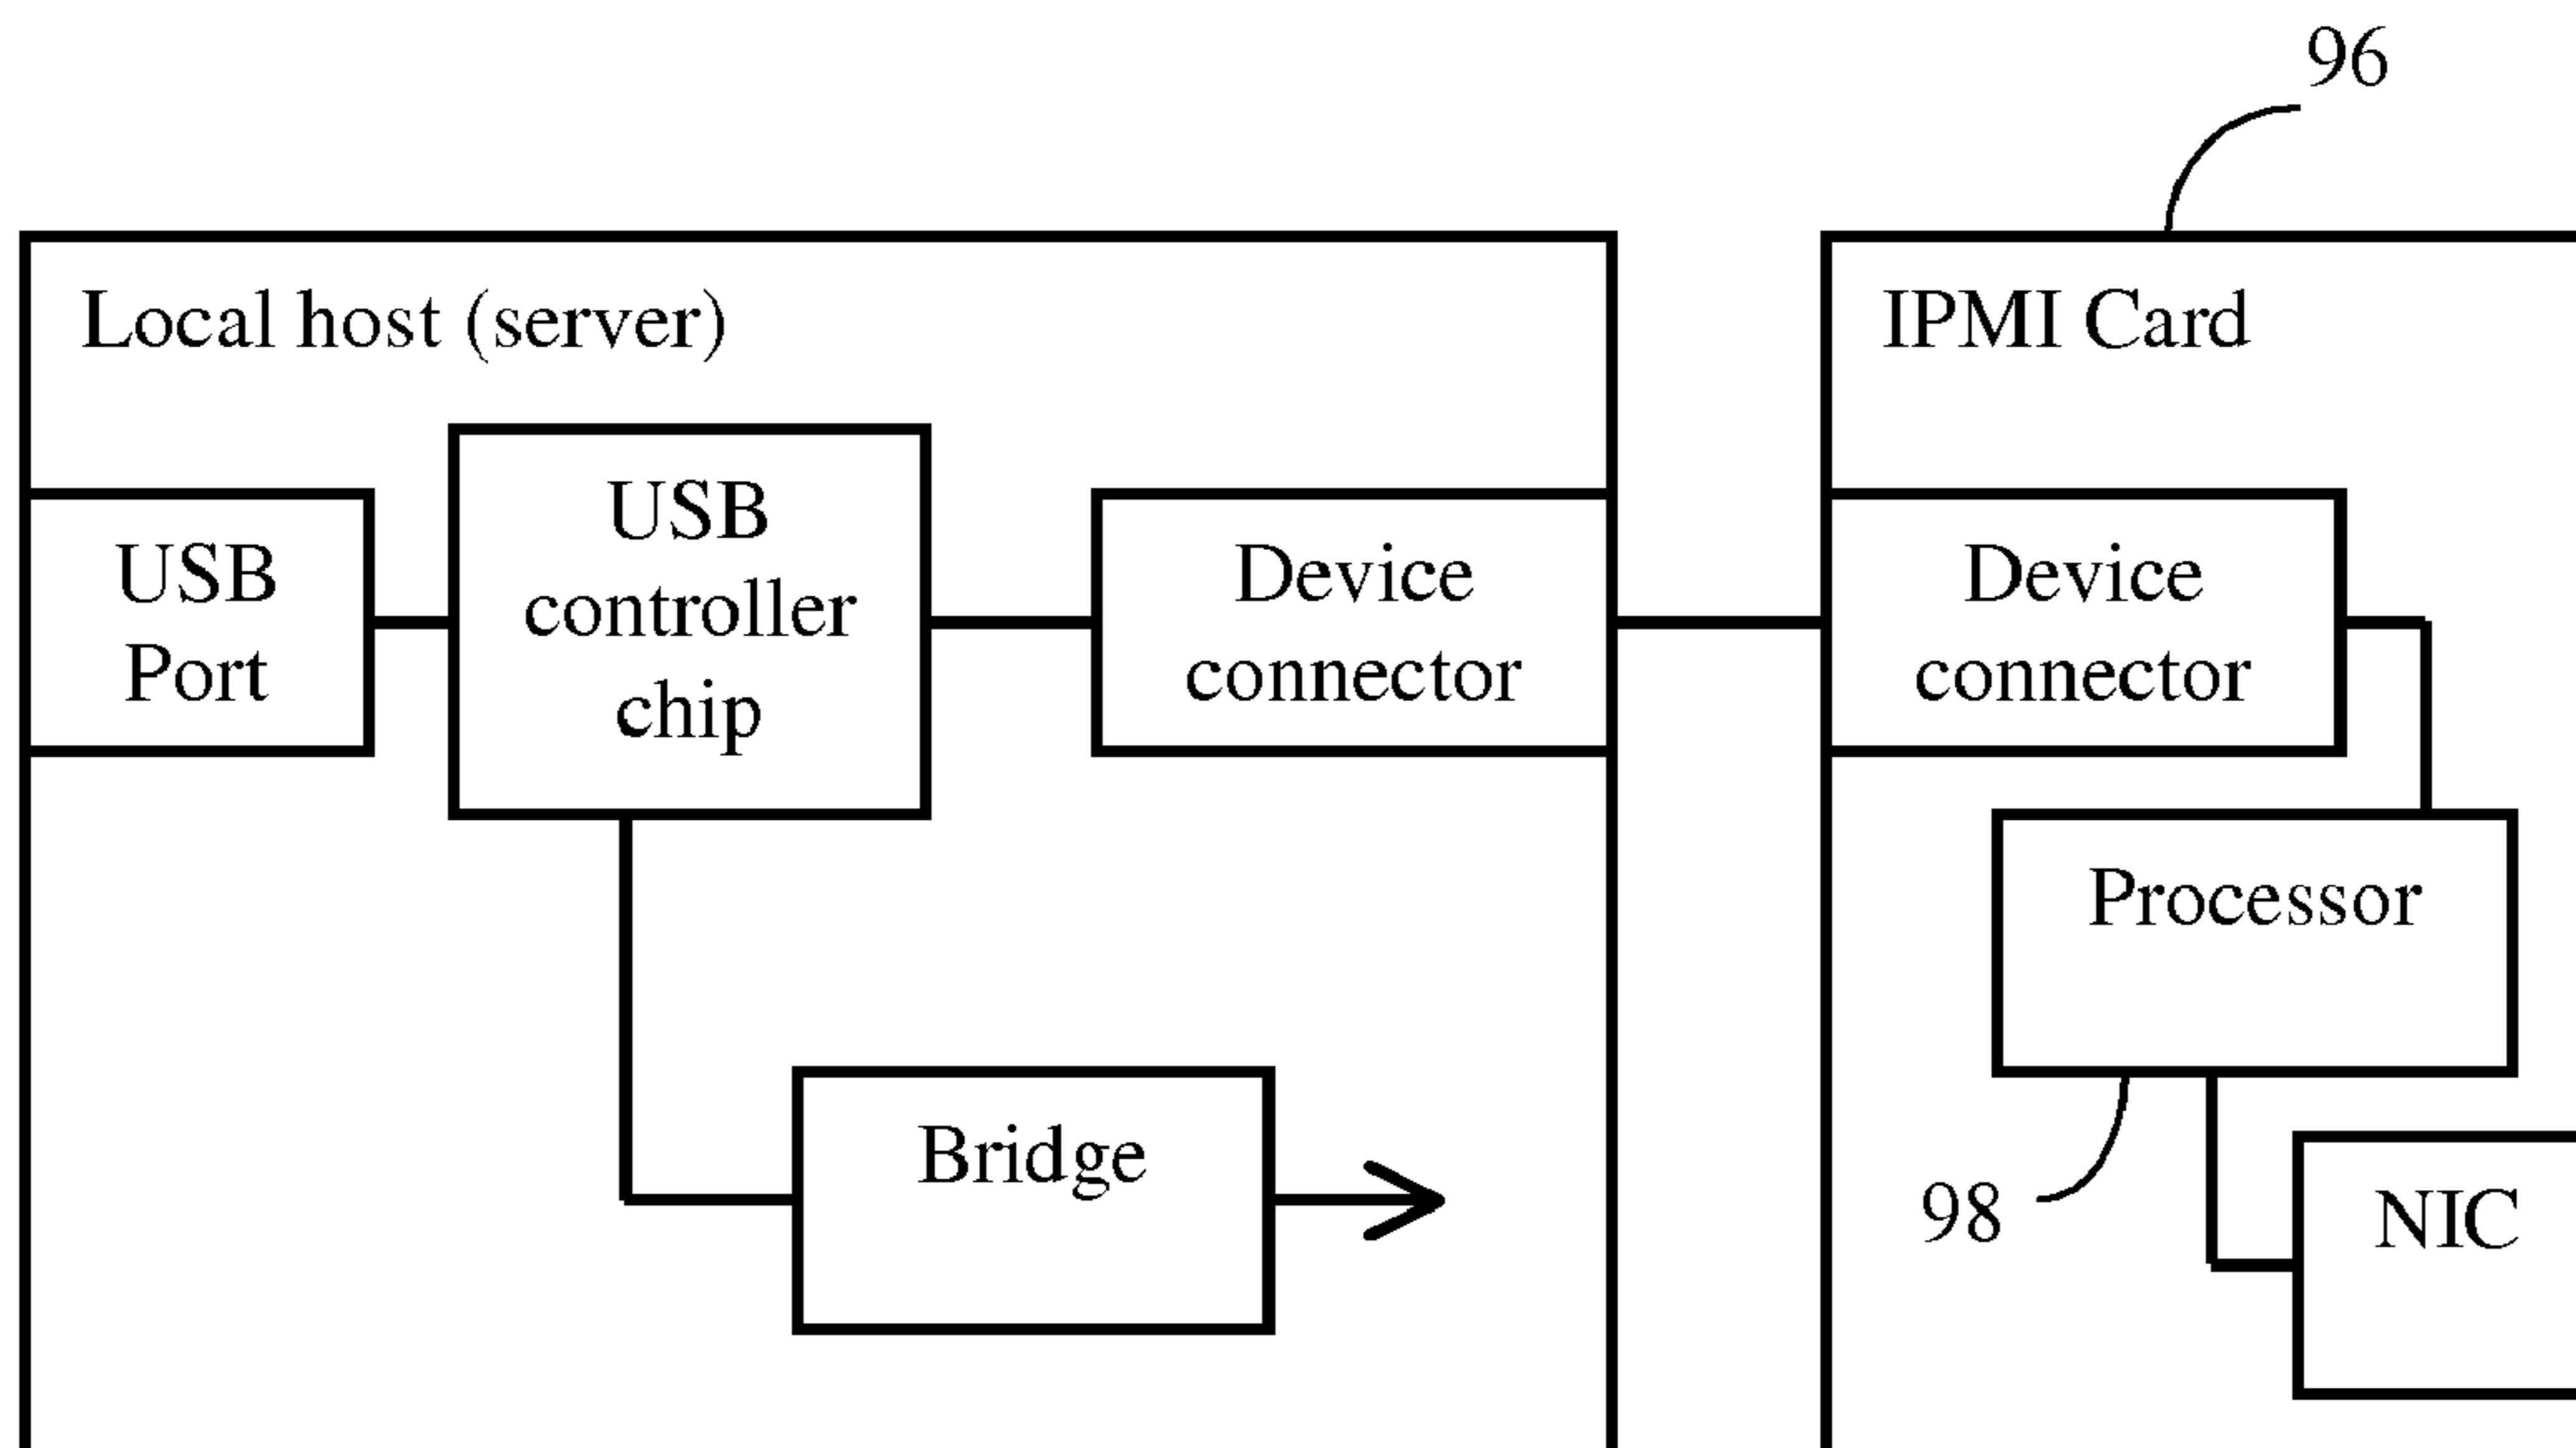 96
Local host (server)
IPMI Card
USB
Port
USB
controller
chip
Device
connector
Device
connector
Processor
Bridge
98
NIC